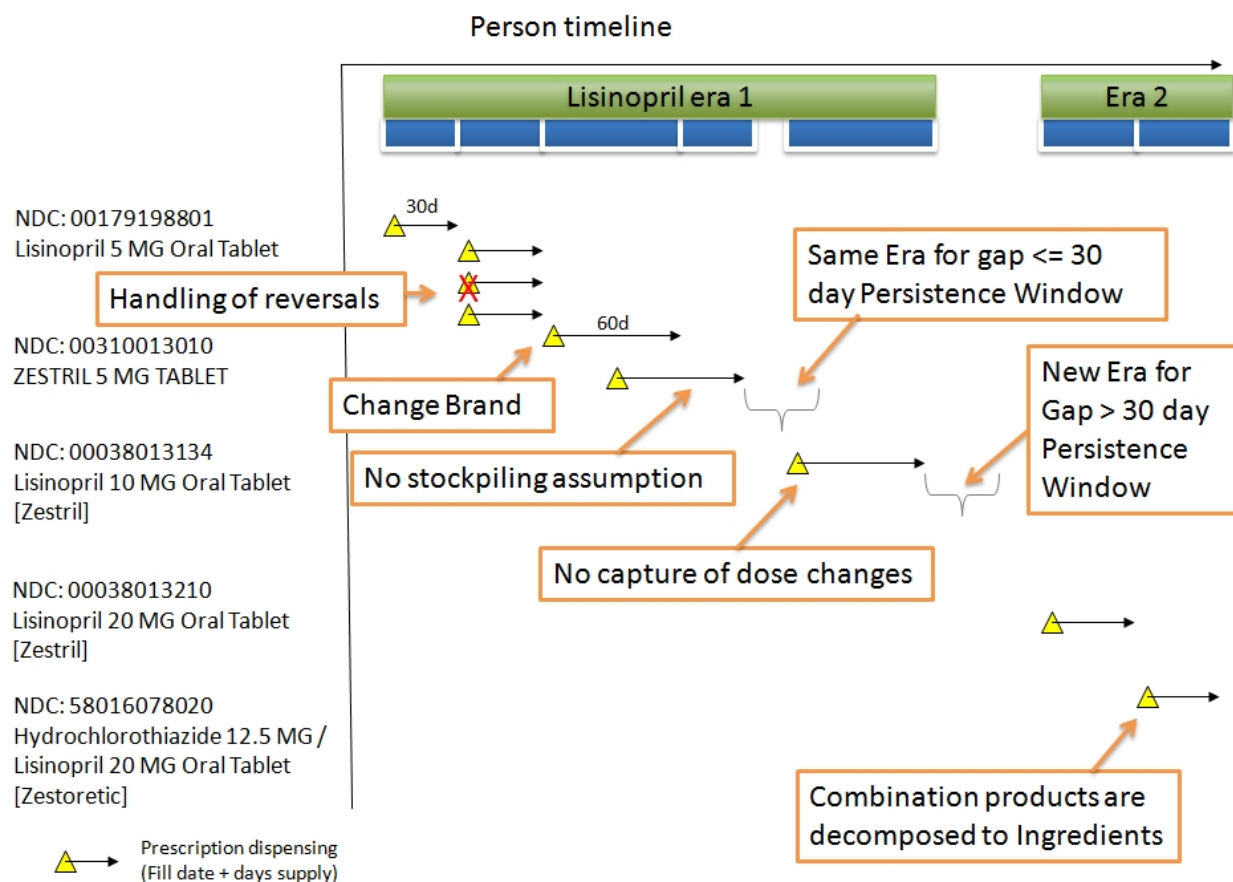 Person timeline
Lisinopril era 1
Era 2
NDC: 00179198801
Lisinopril 5 MG Oral Tablet
30d
Handling of reversals
X
Same Era for gap <= 30
day Persistence Window
NDC: 00310013010
ZESTRIL 5 MG TABLET
60d
Change Brand
New Era for
Gap > 30 day
Persistence
Window
NDC: 00038013134
Lisinopril 10 MG Oral Tablet
[Zestril]
No stockpiling assumption
No capture of dose changes
NDC: 00038013210
Lisinopril 20 MG Oral Tablet
[Zestril]
NDC: 58016078020
Hydrochlorothiazide 12.5 MG /
Lisinopril 20 MG Oral Tablet
[Zestoretic]
Combination products are
decomposed to Ingredients
Prescription dispensing
(Fill date + days supply)